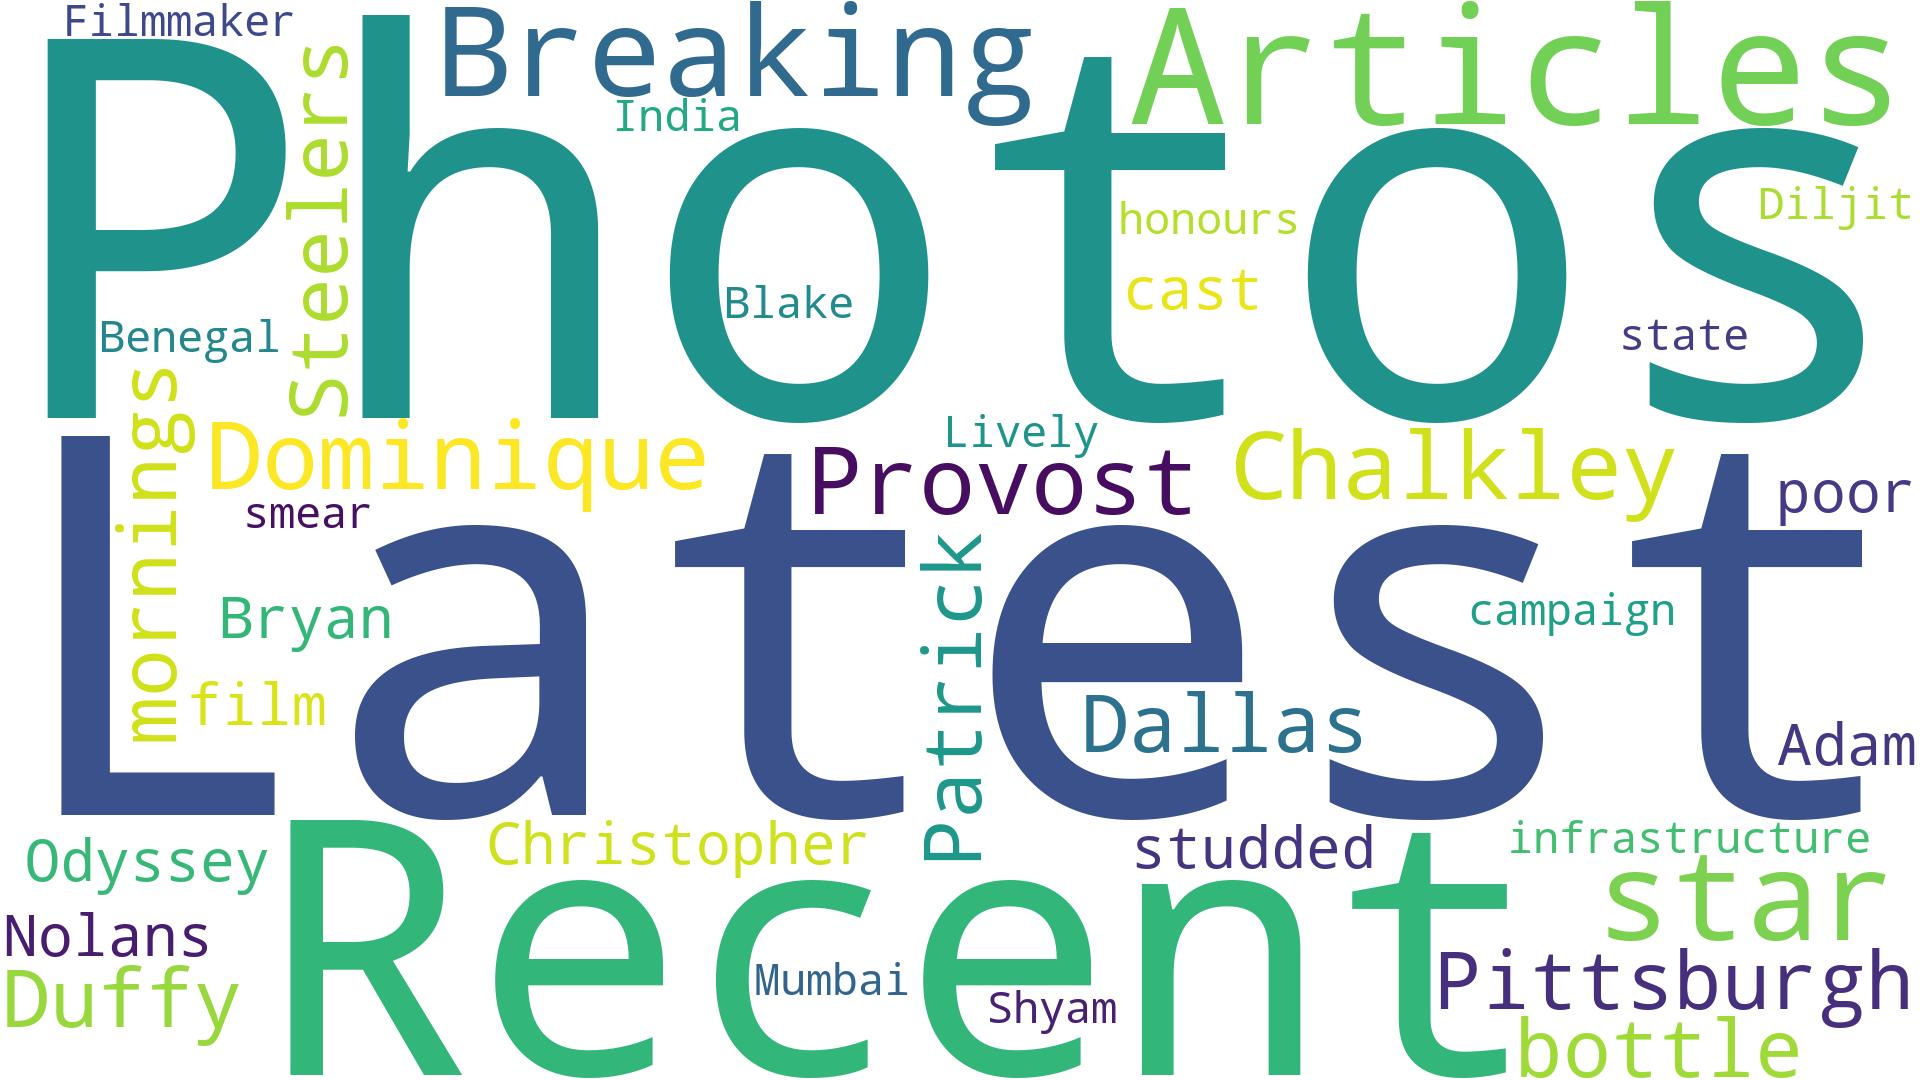 Filmmaker
Breaking
Articles
Photos
Steelers
India
honours
Diljit
cast
Blake
Benegal
state
mornings
Dominique
Lively
Provost
Chalkley
poor
Latest
smear
Patrick
Bryan
campaign
film
Dallas
Adam
Odyssey
Christopher
studded
infrastructure
Recent
star
Nolans
Duffy
Mumbai
Shyam
Pittsburgh
bottle